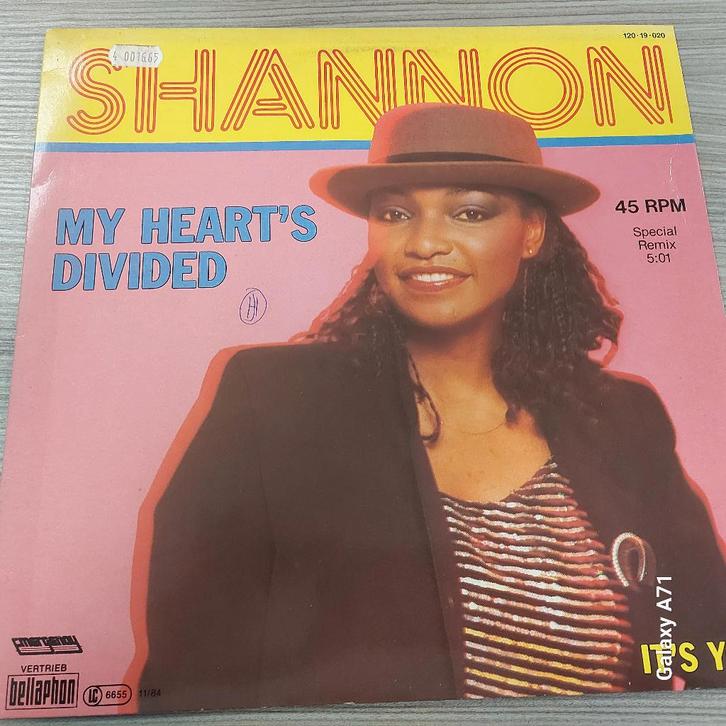 120·19·020
4 001665
SHANNON
MY HEART'S
DIVIDED
45 RPM
Special
Remix
5:01
H
IT'S Y
Emergency
VERTRIEB
bellaphon
LC 6655
11/84
Galaxy A71